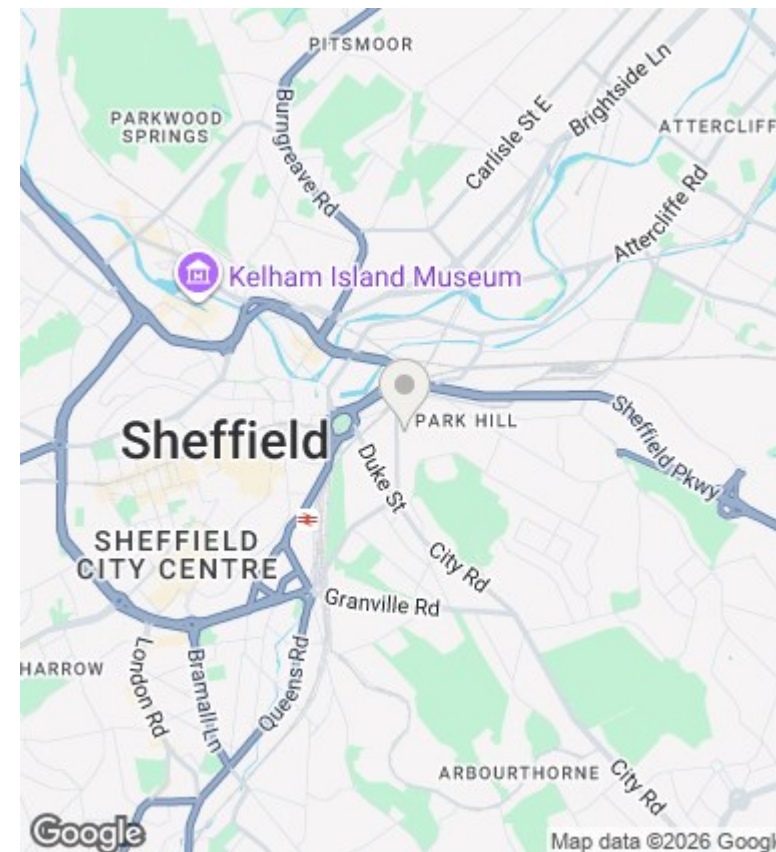 PITSMOOR
PARKWOOD
SPRINGS
Burngreave Rd
Carlisle St E
Brightside Ln
ATTERCLIFF
Attercliffe Rd
Kelham Island Museum
Sheffield
PARK HILL
Sheffield Pkwy
Duke St
SHEFFIELD
CITY CENTRE
City Rd
Granville Rd
HARROW
London Rd
Bramall Ln
Queens Rd
ARBOURTHORNE
City Rd
Google
Map data ©2026 Googl